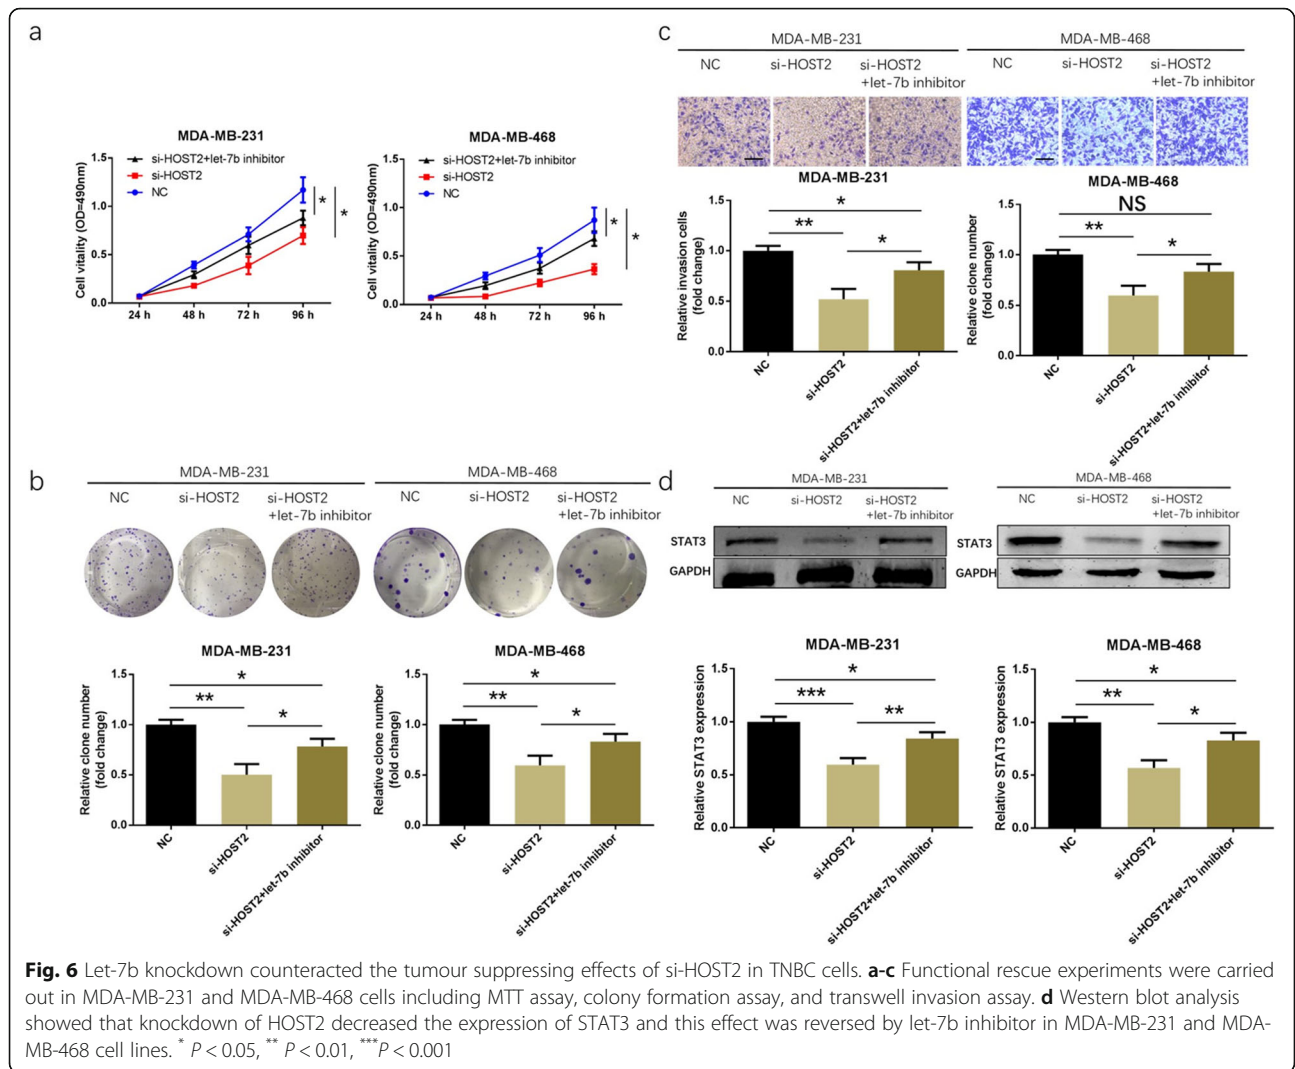 a
MDA-MB-231
si-HOST2+let-7b inhibitor
si-HOST2
NC
Cell vitality (OD=490nm)
1.5
1.0
0.5
0.0
24 h 48 h 72 h 96 h
* *
MDA-MB-468
si-HOST2+let-7b inhibitor
si-HOST2
NC
Cell vitality (OD=490nm)
1.5
1.0
0.5
0.0
24 h 48 h 72 h 96 h
* *
b
MDA-MB-231 MDA-MB-468
NC si-HOST2 si-HOST2 NC si-HOST2 si-HOST2
+let-7b inhibitor +let-7b inhibitor
MDA-MB-231
Relative clone number
(fold change)
1.5
1.0
0.5
0.0
*
** *
NC si-HOST2 si-HOST2+let-7b inhibitor
MDA-MB-468
Relative clone number
(fold change)
1.5
1.0
0.5
0.0
*
** *
NC si-HOST2 si-HOST2+let-7b inhibitor
c
MDA-MB-231 MDA-MB-468
NC si-HOST2 si-HOST2 NC si-HOST2 si-HOST2
+let-7b inhibitor +let-7b inhibitor
MDA-MB-231
Relative invasion cells
(fold change)
1.5
1.0
0.5
0.0
*
** *
NC si-HOST2 si-HOST2+let-7b inhibitor
MDA-MB-468
Relative clone number
(fold change)
1.5
1.0
0.5
0.0
NS
** *
NC si-HOST2 si-HOST2+let-7b inhibitor
d
MDA-MB-231
NC si-HOST2 si-HOST2
+let-7b inhibitor
STAT3
GAPDH
MDA-MB-468
NC si-HOST2 si-HOST2
+let-7b inhibitor
STAT3
GAPDH
MDA-MB-231
Relative STAT3 expression
1.5
1.0
0.5
0.0
*
*** **
NC si-HOST2 si-HOST2+let-7b inhibitor
MDA-MB-468
Relative STAT3 expression
1.5
1.0
0.5
0.0
*
** *
NC si-HOST2 si-HOST2+let-7b inhibitor
Fig. 6 Let-7b knockdown counteracted the tumour suppressing effects of si-HOST2 in TNBC cells. a-c Functional rescue experiments were carried
out in MDA-MB-231 and MDA-MB-468 cells including MTT assay, colony formation assay, and transwell invasion assay. d Western blot analysis
showed that knockdown of HOST2 decreased the expression of STAT3 and this effect was reversed by let-7b inhibitor in MDA-MB-231 and MDA-
MB-468 cell lines. * P < 0.05, ** P < 0.01, ***P < 0.001